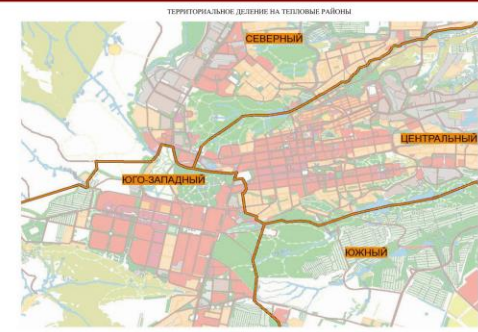 ТЕРРИТОРИАЛЬНОЕ ДЕЛЕНИЕ НА ТЕПЛОВЫЕ РАЙОНЫ
СЕВЕРНЫЙ
ЦЕНТРАЛЬНЫЙ
ЮГО-ЗАПАДНЫЙ
ЮЖНЫЙ